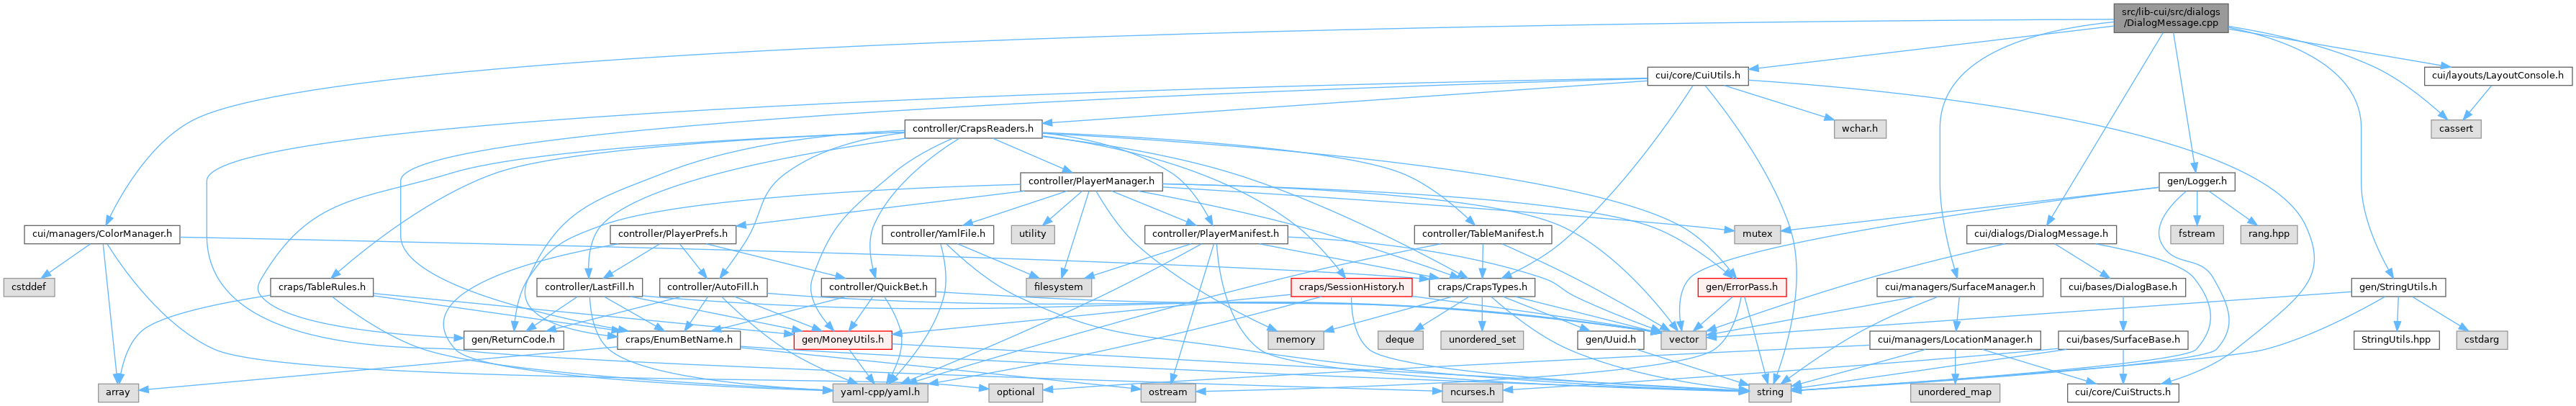 src/lib-cui/src/dialogs
/DialogMessage.cpp
cui/core/CuiUtils.h
cui/layouts/LayoutConsole.h
controller/CrapsReaders.h
wchar.h
cassert
controller/PlayerManager.h
gen/Logger.h
cui/managers/ColorManager.h
controller/PlayerPrefs.h
controller/YamlFile.h
utility
controller/PlayerManifest.h
controller/TableManifest.h
mutex
cui/dialogs/DialogMessage.h
fstream
rang.hpp
cstddef
craps/TableRules.h
controller/LastFill.h
controller/AutoFill.h
controller/QuickBet.h
filesystem
craps/SessionHistory.h
craps/CrapsTypes.h
gen/ErrorPass.h
cui/managers/SurfaceManager.h
cui/bases/DialogBase.h
gen/StringUtils.h
gen/ReturnCode.h
craps/EnumBetName.h
gen/MoneyUtils.h
memory
deque
unordered_set
gen/Uuid.h
vector
cui/managers/LocationManager.h
cui/bases/SurfaceBase.h
StringUtils.hpp
cstdarg
array
yaml-cpp/yaml.h
optional
ostream
ncurses.h
string
unordered_map
cui/core/CuiStructs.h